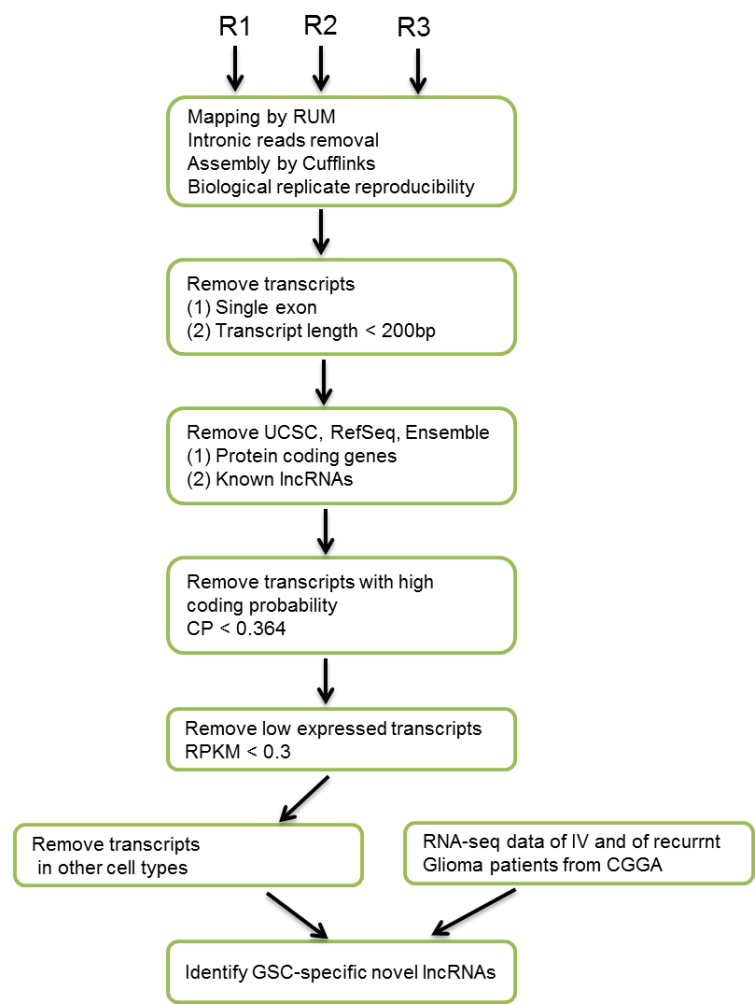 R1 R2 R3
Mapping by RUM
Intronic reads removal
Assembly by Cufflinks
Biological replicate reproducibility
Remove transcripts
(1) Single exon
(2) Transcript length < 200bp
Remove UCSC, RefSeq, Ensemble
(1) Protein coding genes
(2) Known lncRNAs
Remove transcripts with high
coding probability
CP < 0.364
Remove low expressed transcripts
RPKM < 0.3
Remove transcripts
in other cell types
RNA-seq data of IV and of recurrnt
Glioma patients from CGGA
Identify GSC-specific novel lncRNAs